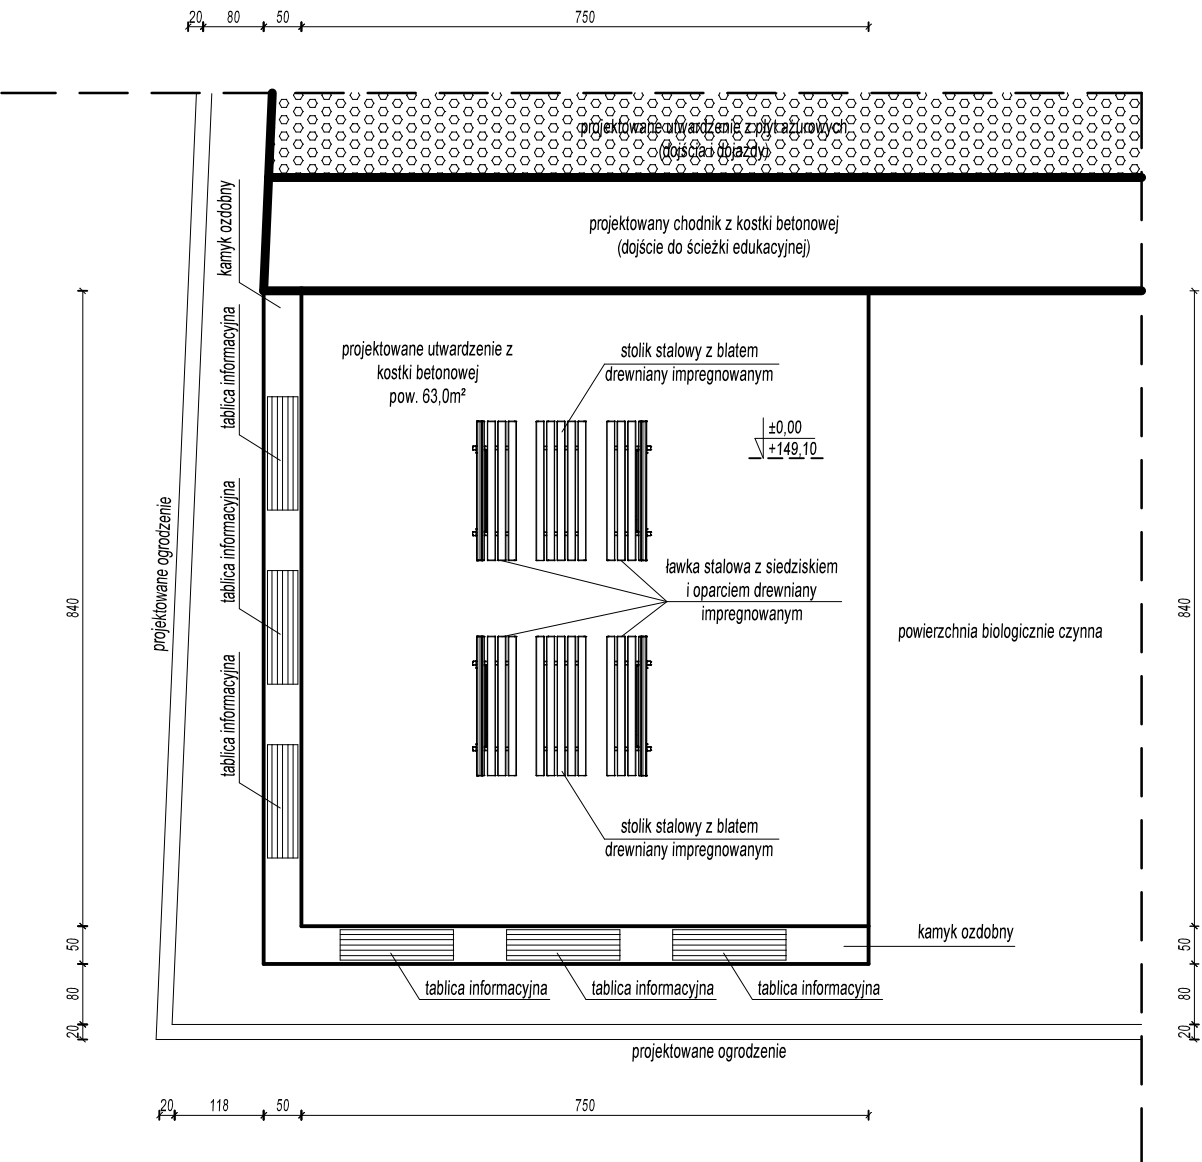 20
80
50
750
projektowane utwardzenie z płyt ażurowych
(dojścia i dojazdy)
kamyk ozdobny
projektowany chodnik z kostki betonowej
(dojście do ścieżki edukacyjnej)
tablica informacyjna
projektowane utwardzenie z
kostki betonowej
pow. 63,0m²
stolik stalowy z blatem
drewniany impregnowanym
±0,00
+149,10
tablica informacyjna
projektowane ogrodzenie
ławka stalowa z siedziskiem
i oparciem drewniany
impregnowanym
840
840
powierzchnia biologicznie czynna
tablica informacyjna
stolik stalowy z blatem
drewniany impregnowanym
kamyk ozdobny
50
50
tablica informacyjna
tablica informacyjna
tablica informacyjna
80
80
20
20
projektowane ogrodzenie
20
118
50
750